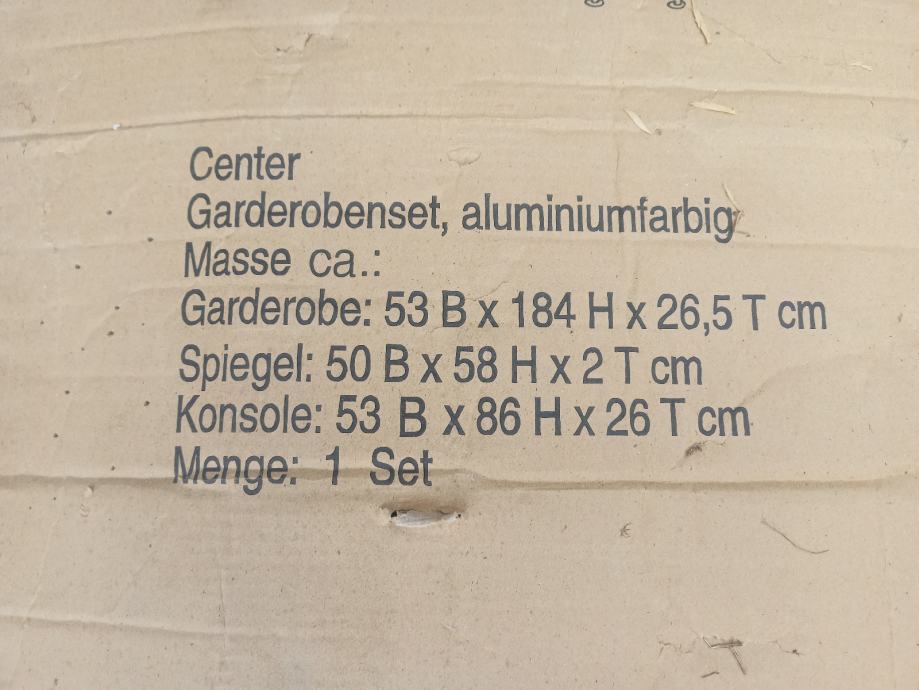 Center
Garderobenset, aluminiumfarbig
Masse ca.:
Garderobe: 53 B x 184 H x 26,5 T cm
Spiegel: 50 B x 58 H x 2 T cm
Konsole: 53 B x 86 H x 26 T cm
Menge: 1 Set